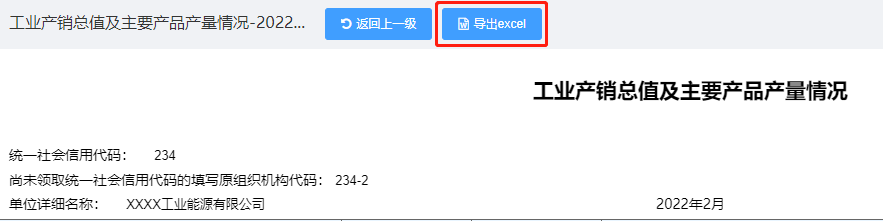 工业产销总值及主要产品产量情况-2022... 返回上一级 导出excel
工业产销总值及主要产品产量情况
统一社会信用代码： 234
尚未领取统一社会信用代码的填写原组织机构代码： 234-2
单位详细名称： XXXX工业能源有限公司 2022年2月